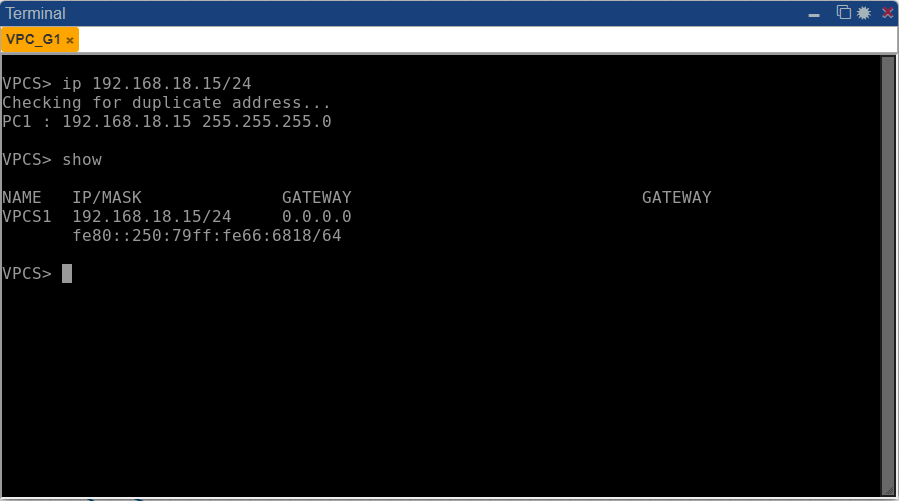 Terminal
VPC_G1 ×
VPCS> ip 192.168.18.15/24
Checking for duplicate address...
PC1 : 192.168.18.15 255.255.255.0
VPCS> show
NAME   IP/MASK              GATEWAY                             GATEWAY
VPCS1  192.168.18.15/24     0.0.0.0
       fe80::250:79ff:fe66:6818/64
VPCS>